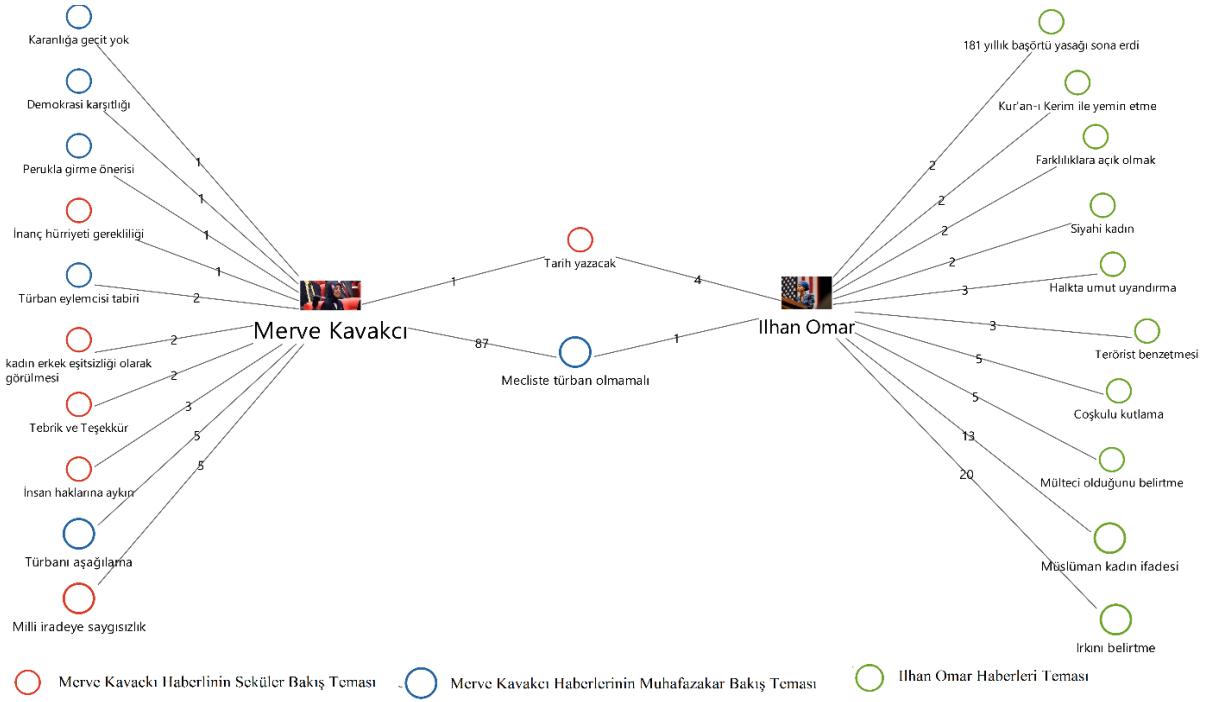 Karanlığa geçit yok
Demokrasi karşıtlığı
Perukla girme önerisi
İnanç hürriyeti gerekliliği
Türban eylemcisi tabiri
kadın erkek eşitsizliği olarak
görülmesi
Tebrik ve Teşekkür
İnsan haklarına aykırı
Türbanı aşağılama
Milli iradeye saygısızlık
1
1
1
1
2
2
2
3
5
5
Merve Kavakcı
1
87
Tarih yazacak
Mecliste türban olmamalı
4
1
Ilhan Omar
2
2
2
2
3
3
5
5
13
20
181 yıllık başörtü yasağı sona erdi
Kur'an-ı Kerim ile yemin etme
Farklılıklara açık olmak
Siyahi kadın
Halkta umut uyandırma
Terörist benzetmesi
Coşkulu kutlama
Mülteci olduğunu belirtme
Müslüman kadın ifadesi
Irkını belirtme
Merve Kavackı Haberlinin Seküler Bakış Teması
Merve Kavakcı Haberlerinin Muhafazakar Bakış Teması
Ilhan Omar Haberleri Teması